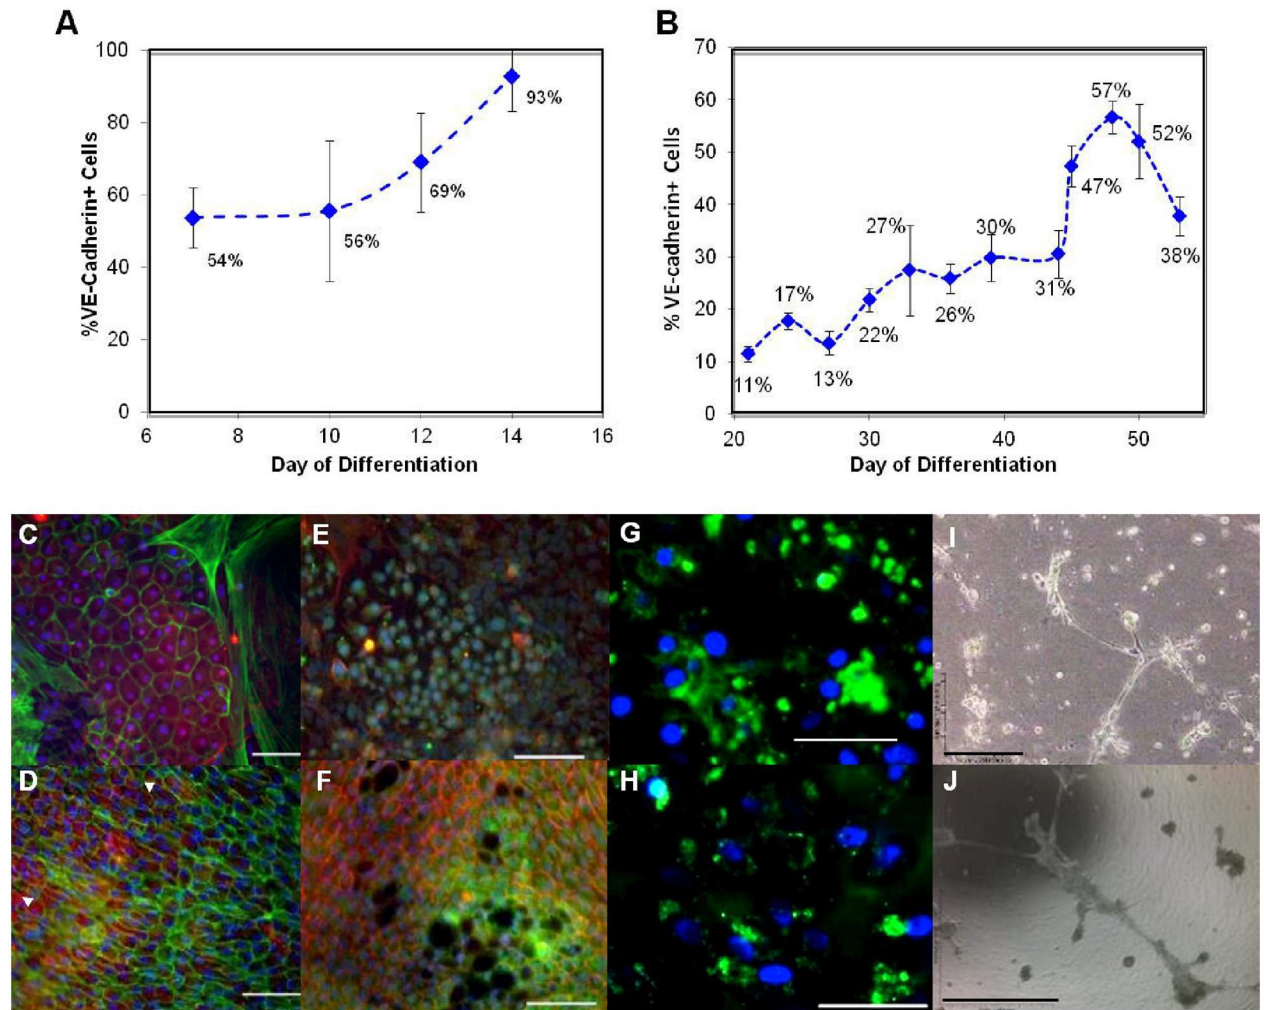 A
B
%VE-Cadherin+ Cells
100
80
60
40
20
0
54%
56%
69%
93%
6
8
10
12
14
16
Day of Differentiation
% VE-cadherin+ Cells
70
60
50
40
30
20
10
0
11%
17%
13%
22%
27%
26%
30%
31%
47%
57%
52%
38%
20
30
40
50
Day of Differentiation
C
E
G
I
D
F
H
J